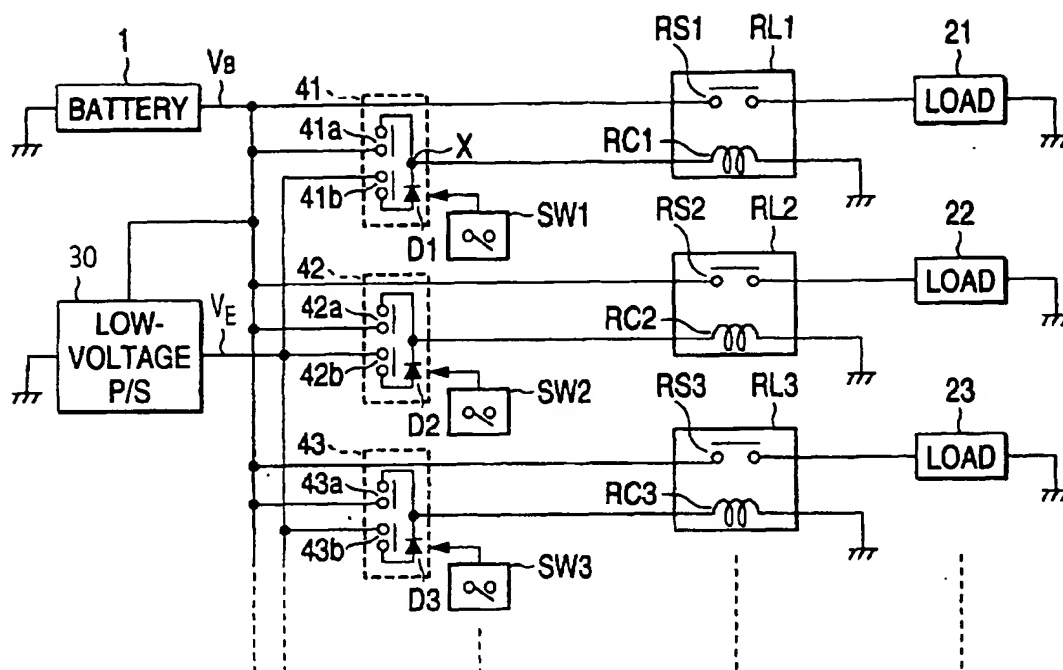 1
VB
BATTERY
41
41a
X
41b
D1
SW1
RS1
RL1
RC1
21
LOAD
30
LOW-
VOLTAGE
P/S
VE
42
42a
42b
D2
SW2
RS2
RL2
RC2
22
LOAD
43
43a
43b
D3
SW3
RS3
RL3
RC3
23
LOAD